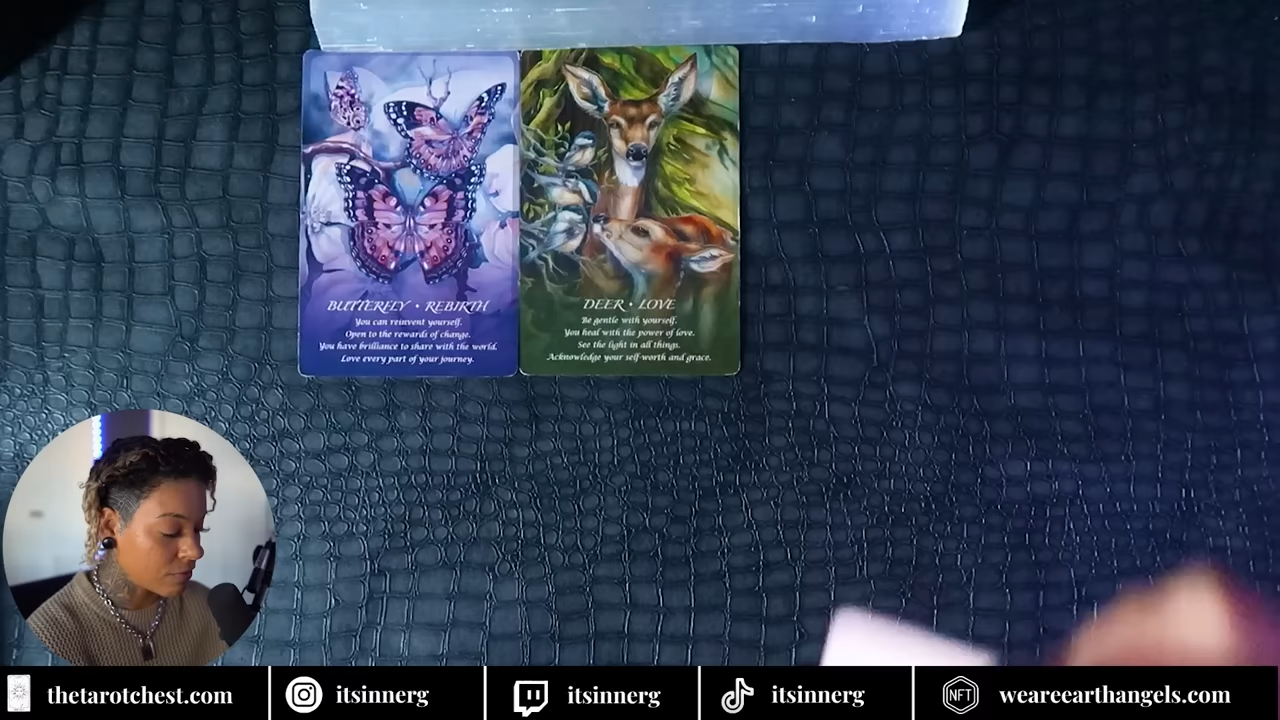 BUTTERFLY • REBIRTH
You can reinvent yourself.
Open to the rewards of change.
You have brilliance to share with the world.
Love every part of your journey.
DEER • LOVE
Be gentle with yourself.
You heal with the power of love.
See the light in all things.
Acknowledge your self-worth and grace.
thetarotchest.com
itsinnerg
itsinnerg
itsinnerg
NFT
weareearthangels.com